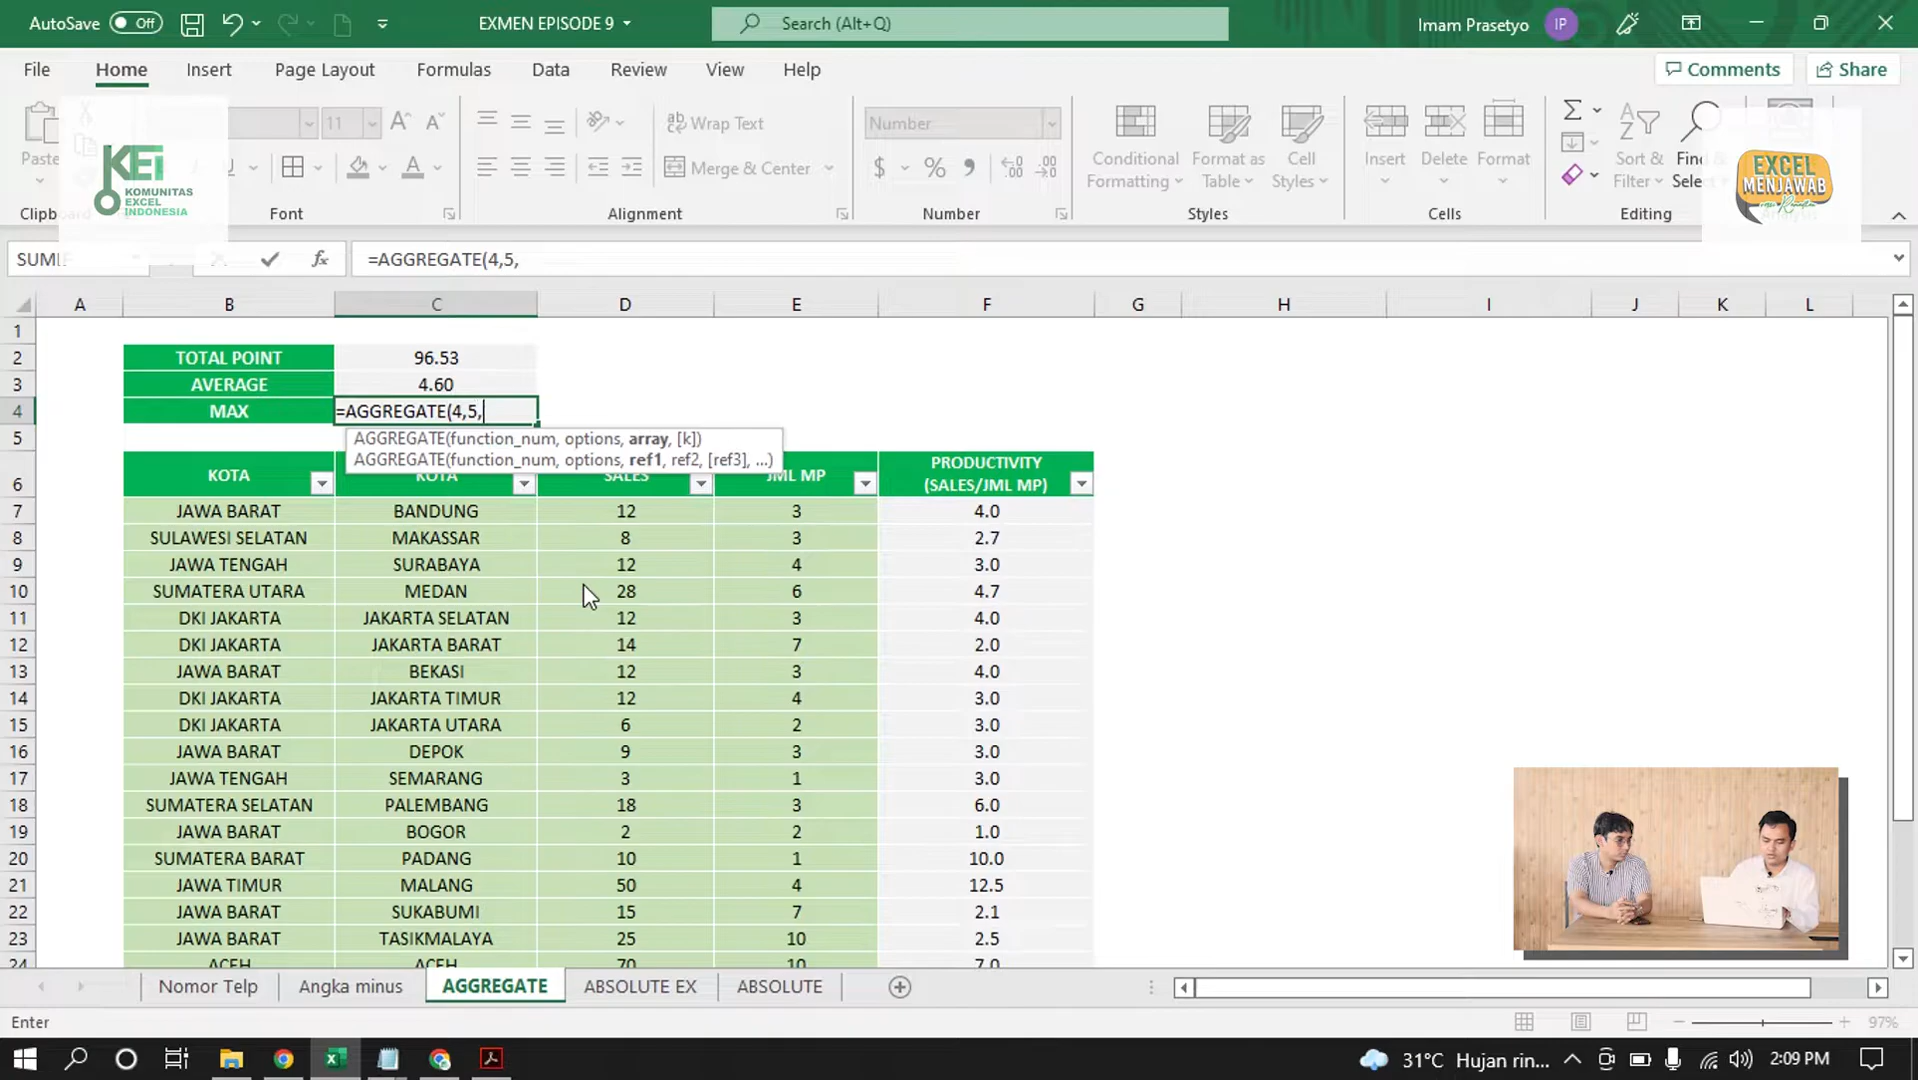 AutoSave Off EXMEN EPISODE 9 Search (Alt+Q) Imam Prasetyo IP
File Home Insert Page Layout Formulas Data Review View Help Comments Share
11 Wrap Text Number
Paste Merge & Center Conditional Formatting Format as Table Cell Styles Insert Delete Format Sort & Filter Find & Select
Clipboard Font Alignment Number Styles Cells Editing
KEI
KOMUNITAS
EXCEL
INDONESIA
EXCEL
MENJAWAB
SUMIF fx =AGGREGATE(4,5,
A B C D E F G H I J K L
1
2 TOTAL POINT 96.53
3 AVERAGE 4.60
4 MAX =AGGREGATE(4,5,
5 AGGREGATE(function_num, options, array, [k])
AGGREGATE(function_num, options, ref1, ref2, [ref3], ...)
6 KOTA KOTA SALES JML MP PRODUCTIVITY (SALES/JML MP)
7 JAWA BARAT BANDUNG 12 3 4.0
8 SULAWESI SELATAN MAKASSAR 8 3 2.7
9 JAWA TENGAH SURABAYA 12 4 3.0
10 SUMATERA UTARA MEDAN 28 6 4.7
11 DKI JAKARTA JAKARTA SELATAN 12 3 4.0
12 DKI JAKARTA JAKARTA BARAT 14 7 2.0
13 JAWA BARAT BEKASI 12 3 4.0
14 DKI JAKARTA JAKARTA TIMUR 12 4 3.0
15 DKI JAKARTA JAKARTA UTARA 6 2 3.0
16 JAWA BARAT DEPOK 9 3 3.0
17 JAWA TENGAH SEMARANG 3 1 3.0
18 SUMATERA SELATAN PALEMBANG 18 3 6.0
19 JAWA BARAT BOGOR 2 2 1.0
20 SUMATERA BARAT PADANG 10 1 10.0
21 JAWA TIMUR MALANG 50 4 12.5
22 JAWA BARAT SUKABUMI 15 7 2.1
23 JAWA BARAT TASIKMALAYA 25 10 2.5
24 ACEH ACEH 70 10 7.0
Nomor Telp Angka minus AGGREGATE ABSOLUTE EX ABSOLUTE
Enter 97%
31°C Hujan rin... 2:09 PM